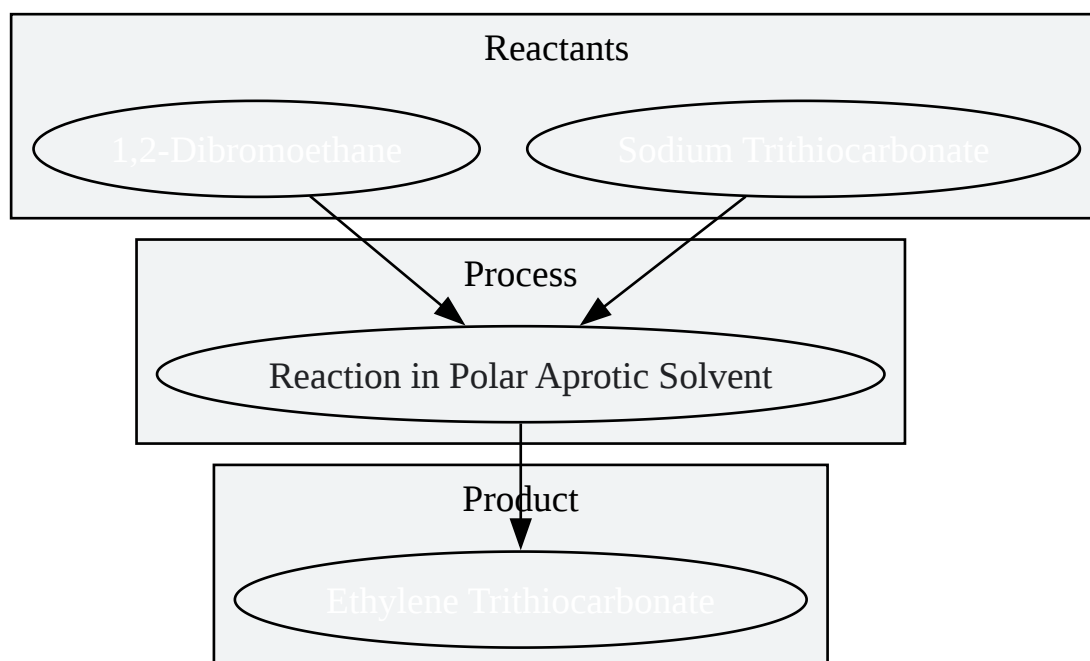 Reactants
1,2-Dibromoethane
Sodium Trithiocarbonate
Process
Reaction in Polar Aprotic Solvent
Product
Ethylene Trithiocarbonate